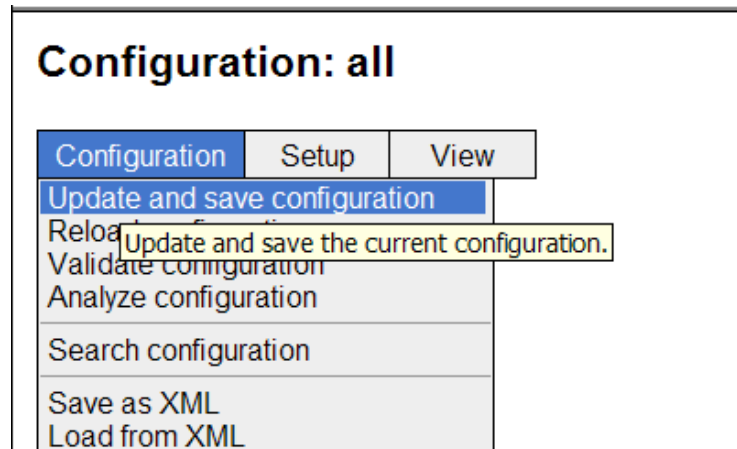 Configuration: all
Configuration Setup View
Update and save configuration
Update and save the current configuration.
Validate configuration
Analyze configuration
Search configuration
Save as XML
Load from XML